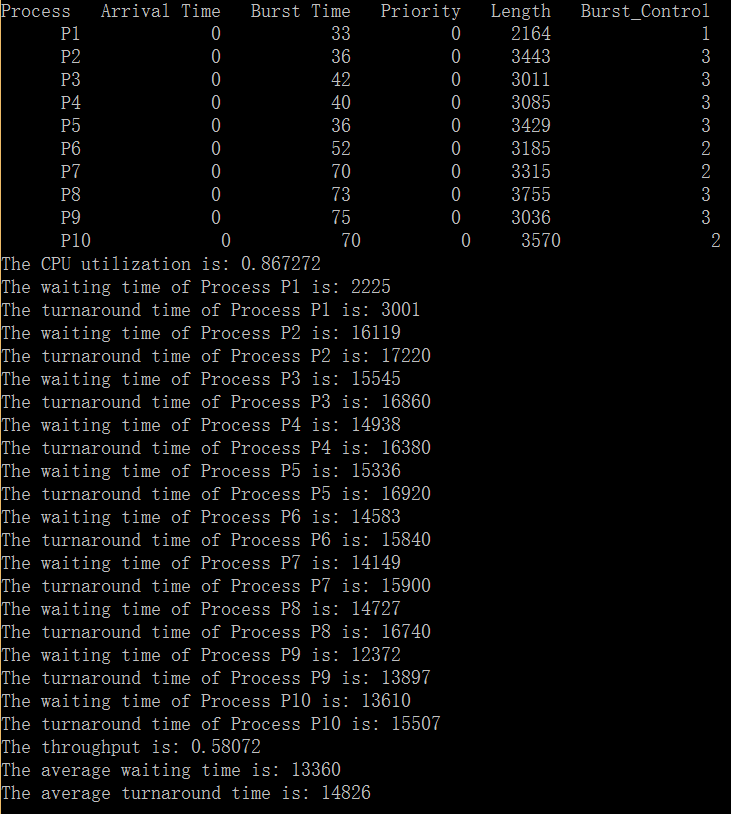 Process Arrival Time Burst Time Priority Length Burst_Control
P1 0 33 0 2164 1
P2 0 36 0 3443 3
P3 0 42 0 3011 3
P4 0 40 0 3085 3
P5 0 36 0 3429 3
P6 0 52 0 3185 2
P7 0 70 0 3315 2
P8 0 73 0 3755 3
P9 0 75 0 3036 3
P10 0 70 0 3570 2
The CPU utilization is: 0.867272
The waiting time of Process P1 is: 2225
The turnaround time of Process P1 is: 3001
The waiting time of Process P2 is: 16119
The turnaround time of Process P2 is: 17220
The waiting time of Process P3 is: 15545
The turnaround time of Process P3 is: 16860
The waiting time of Process P4 is: 14938
The turnaround time of Process P4 is: 16380
The waiting time of Process P5 is: 15336
The turnaround time of Process P5 is: 16920
The waiting time of Process P6 is: 14583
The turnaround time of Process P6 is: 15840
The waiting time of Process P7 is: 14149
The turnaround time of Process P7 is: 15900
The waiting time of Process P8 is: 14727
The turnaround time of Process P8 is: 16740
The waiting time of Process P9 is: 12372
The turnaround time of Process P9 is: 13897
The waiting time of Process P10 is: 13610
The turnaround time of Process P10 is: 15507
The throughput is: 0.58072
The average waiting time is: 13360
The average turnaround time is: 14826